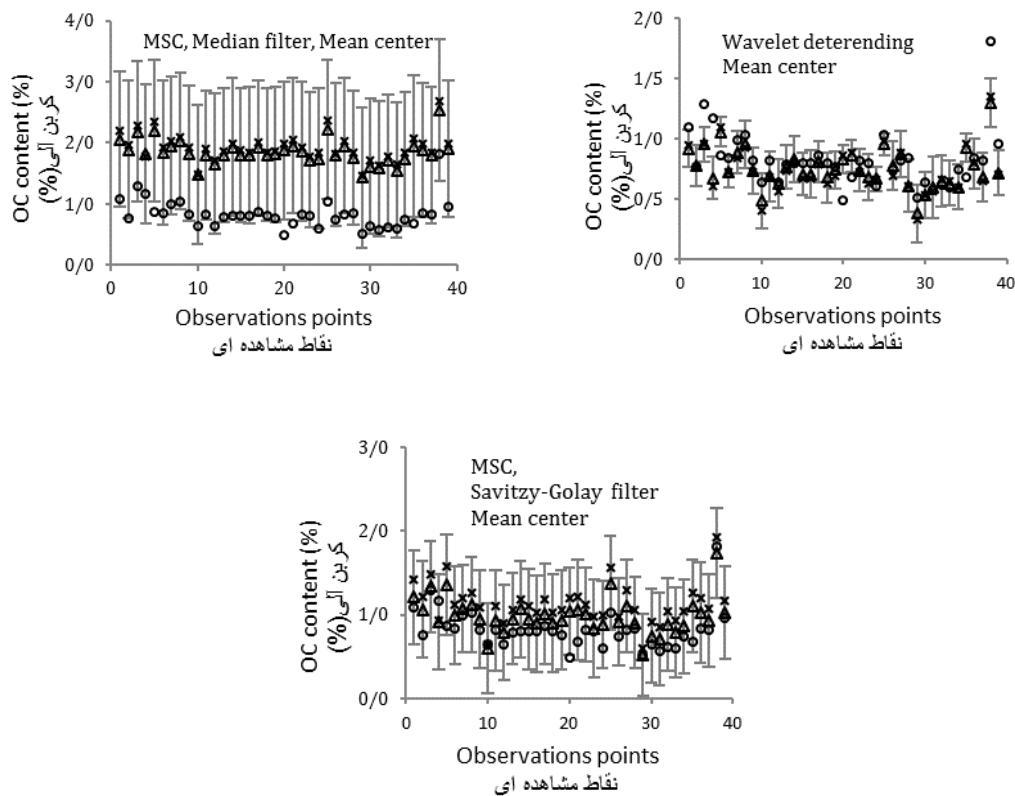 MSC, Median filter, Mean center
4/0
3/0
2/0
1/0
0/0
OC content (%)
کربن آلی(%)
0
10
20
30
40
Observations points
نقاط مشاهده ای
Wavelet deterending
Mean center
2/0
1/5
1/0
0/5
0/0
OC content (%)
کربن آلی(%)
0
10
20
30
40
Observations points
نقاط مشاهده ای
MSC,
Savitzy-Golay filter
Mean center
3/0
2/0
1/0
0/0
OC content (%)
کربن آلی(%)
0
10
20
30
40
Observations points
نقاط مشاهده ای